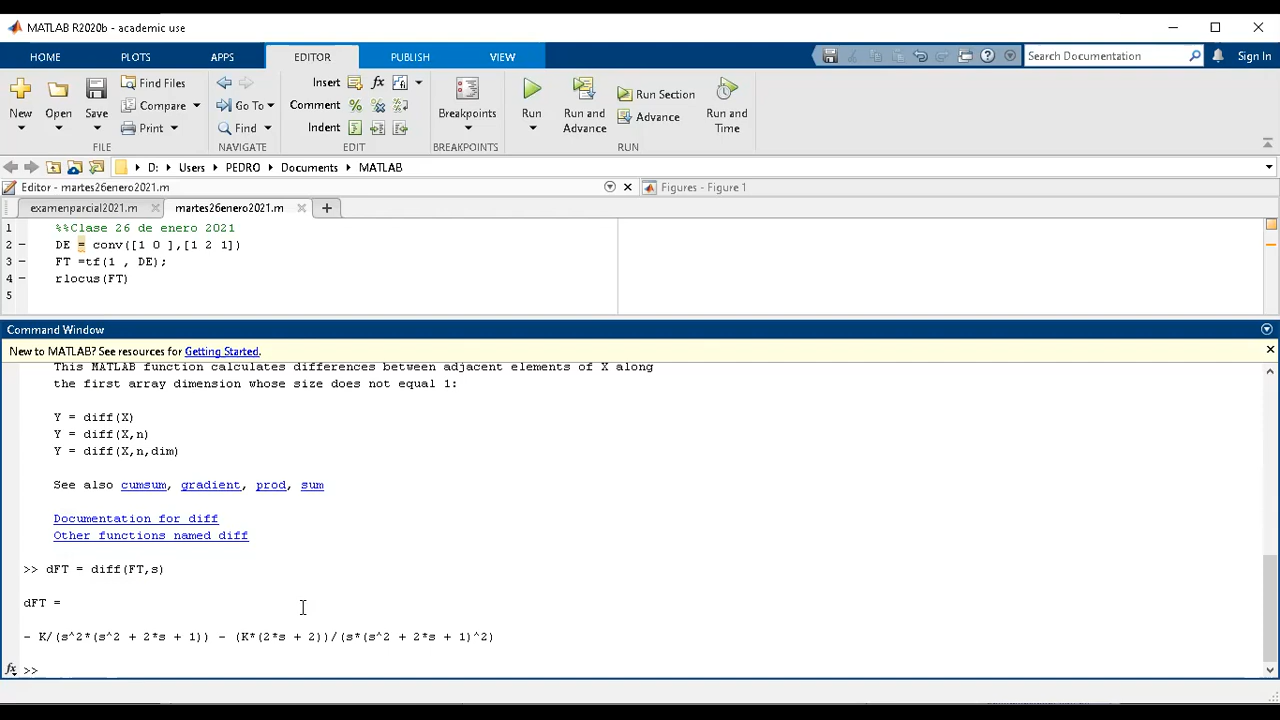 MATLAB R2020b - academic use
HOME PLOTS APPS EDITOR PUBLISH VIEW Search Documentation Sign In
New Open Save Find Files Compare Print Go To Find Insert Comment Indent fx Breakpoints Run Run and Advance Run Section Advance Run and Time
FILE NAVIGATE EDIT BREAKPOINTS RUN
D: Users PEDRO Documents MATLAB
Editor - martes26enero2021.m Figures - Figure 1
examenparcial2021.m martes26enero2021.m
1 %%Clase 26 de enero 2021
2 DE = conv([1 0 ],[1 2 1])
3 FT =tf(1 , DE);
4 rlocus(FT)
5
Command Window
New to MATLAB? See resources for Getting Started.
This MATLAB function calculates differences between adjacent elements of X along
the first array dimension whose size does not equal 1:
Y = diff(X)
Y = diff(X,n)
Y = diff(X,n,dim)
See also cumsum, gradient, prod, sum
Documentation for diff
Other functions named diff
>> dFT = diff(FT,s)
dFT =
- K/(s^2*(s^2 + 2*s + 1)) - (K*(2*s + 2))/(s*(s^2 + 2*s + 1)^2)
fx >>